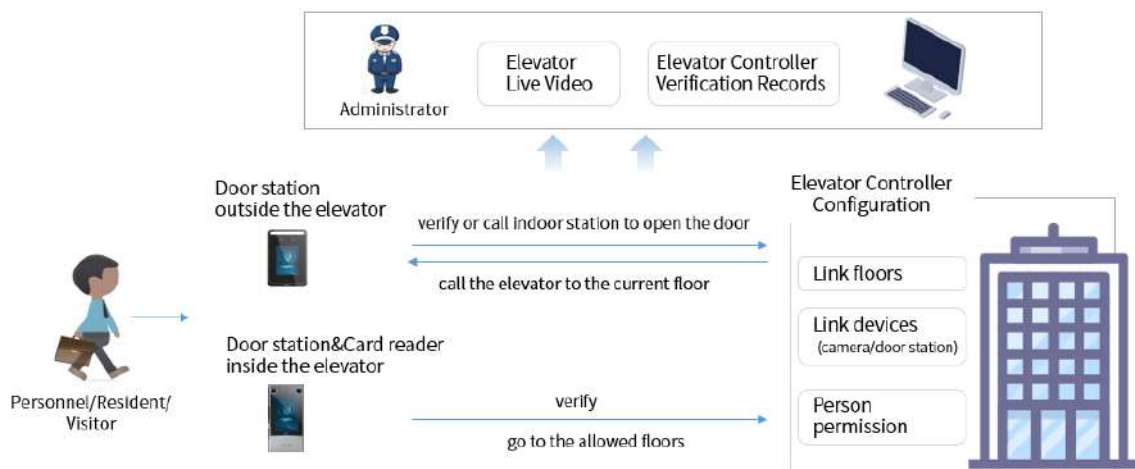 Elevator
Live Video
Elevator Controller
Verification Records
Administrator
Door station
outside the elevator
verify or call indoor station to open the door
call the elevator to the current floor
Elevator Controller
Configuration
Link floors
Link devices
(camera/door station)
Person
permission
Personnel/Resident/
Visitor
Door station&Card reader
inside the elevator
verify
go to the allowed floors